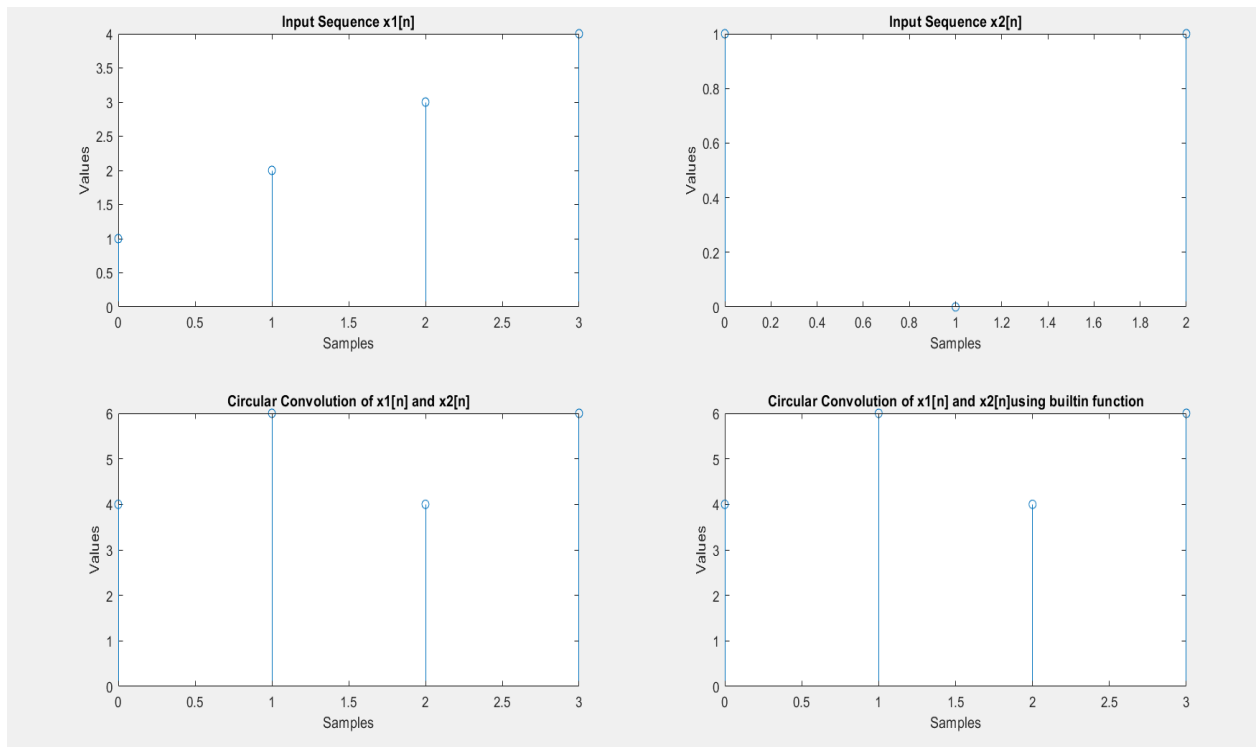 Input Sequence x1[n]
4
3.5
3
2.5
2
1.5
1
0.5
0
Values
0 0.5 1 1.5 2 2.5 3
Samples
Input Sequence x2[n]
1
0.8
0.6
0.4
0.2
0
Values
0 0.2 0.4 0.6 0.8 1 1.2 1.4 1.6 1.8 2
Samples
Circular Convolution of x1[n] and x2[n]
6
5
4
3
2
1
0
Values
0 0.5 1 1.5 2 2.5 3
Samples
Circular Convolution of x1[n] and x2[n]using builtin function
6
5
4
3
2
1
0
Values
0 0.5 1 1.5 2 2.5 3
Samples